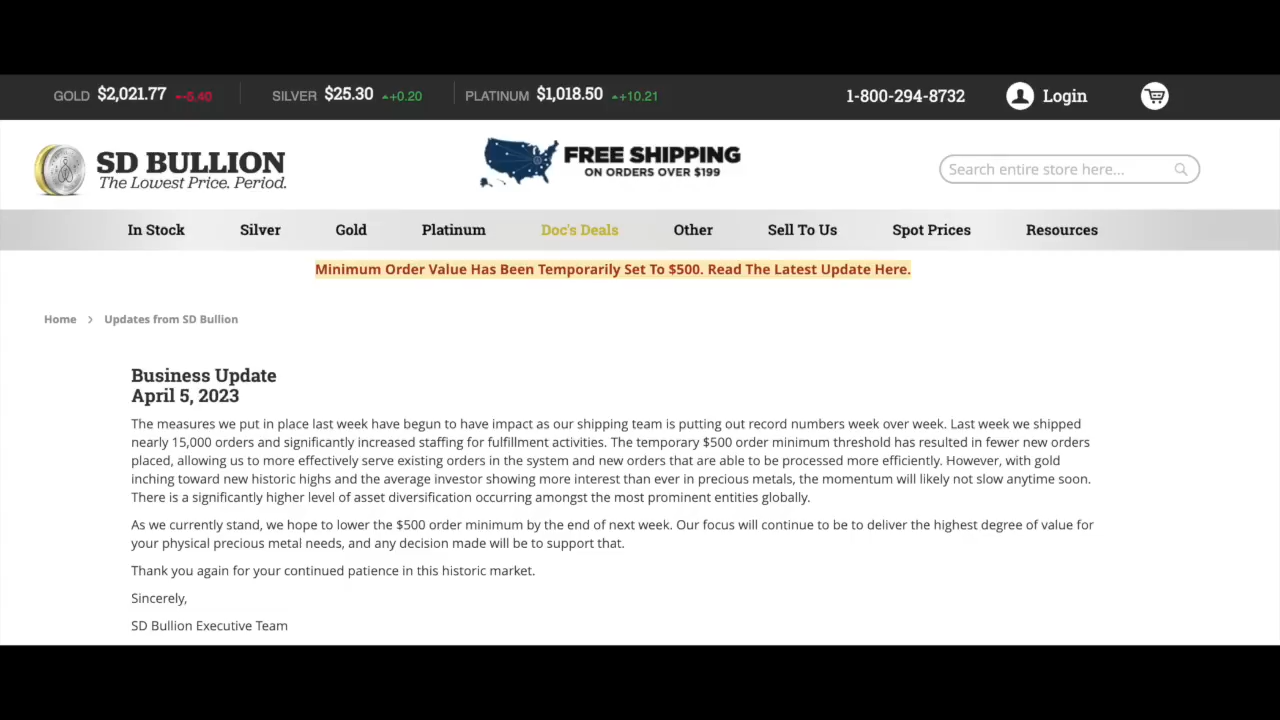 GOLD $2,021.77 -5.40 SILVER $25.30 +0.20 PLATINUM $1,018.50 +10.21 1-800-294-8732 Login
SD BULLION
The Lowest Price. Period.
FREE SHIPPING
ON ORDERS OVER $199
Search entire store here...
In Stock Silver Gold Platinum Doc's Deals Other Sell To Us Spot Prices Resources
Minimum Order Value Has Been Temporarily Set To $500. Read The Latest Update Here.
Home > Updates from SD Bullion
Business Update
April 5, 2023
The measures we put in place last week have begun to have impact as our shipping team is putting out record numbers week over week. Last week we shipped
nearly 15,000 orders and significantly increased staffing for fulfillment activities. The temporary $500 order minimum threshold has resulted in fewer new orders
placed, allowing us to more effectively serve existing orders in the system and new orders that are able to be processed more efficiently. However, with gold
inching toward new historic highs and the average investor showing more interest than ever in precious metals, the momentum will likely not slow anytime soon.
There is a significantly higher level of asset diversification occurring amongst the most prominent entities globally.
As we currently stand, we hope to lower the $500 order minimum by the end of next week. Our focus will continue to be to deliver the highest degree of value for
your physical precious metal needs, and any decision made will be to support that.
Thank you again for your continued patience in this historic market.
Sincerely,
SD Bullion Executive Team